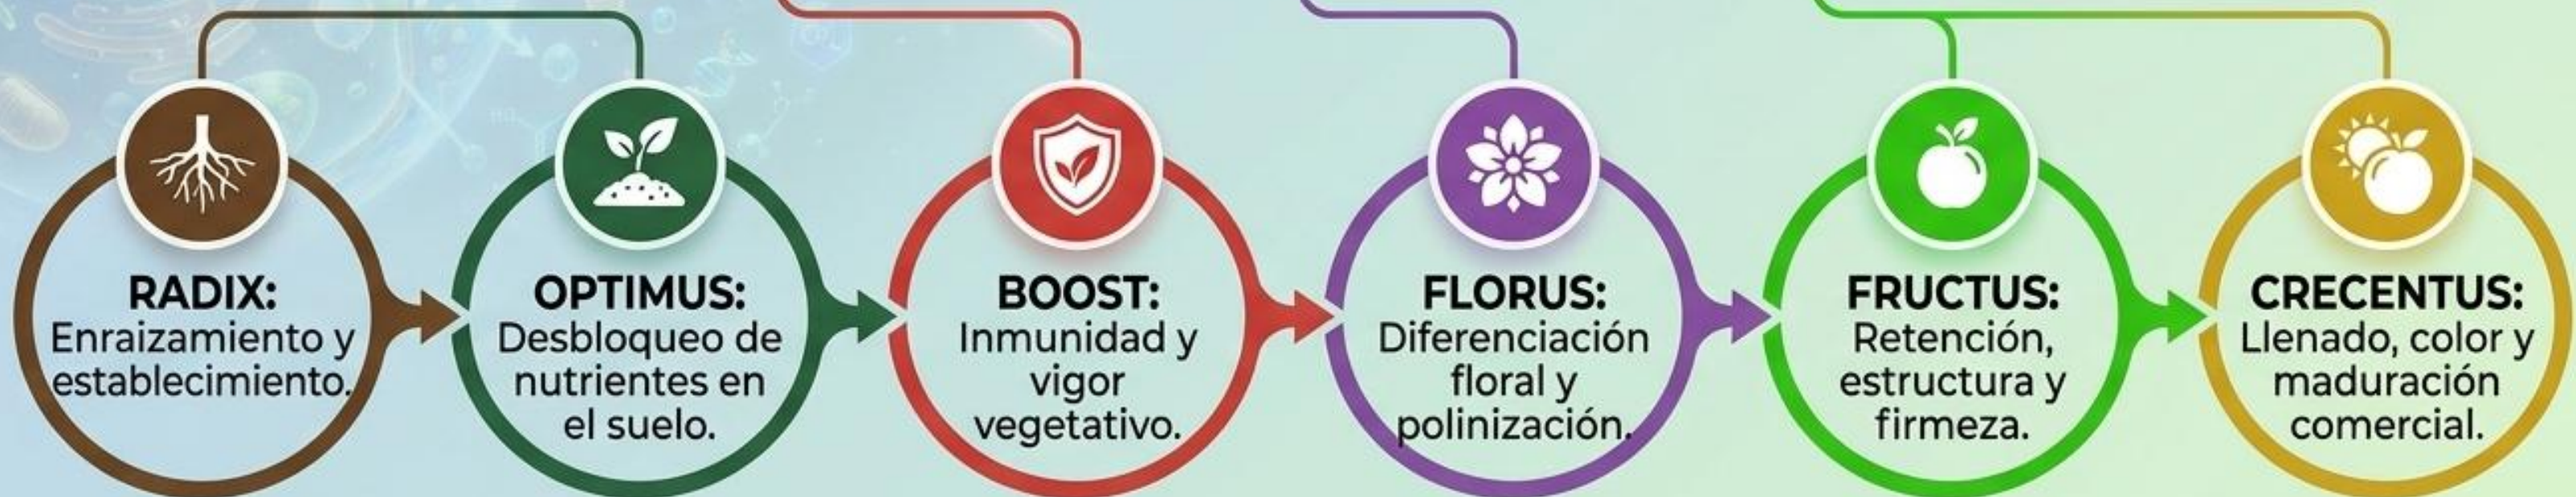 RADIX:
Enraizamiento y
establecimiento.
OPTIMUS:
Desbloqueo de
nutrientes en
el suelo.
BOOST:
Inmunidad y
vigor
vegetativo.
FLORUS:
Diferenciación
floral y
polinización.
FRUCTUS:
Retención,
estructura y
firmeza.
CRECENTUS:
Llenado, color y
maduración
comercial.